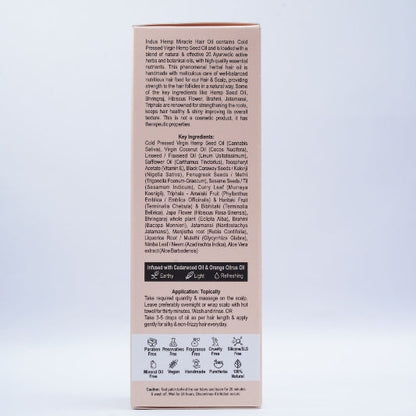 Indus Hemp Miracle Hair Oil contains Cold
Pressed Virgin Hemp Seed Oil and is loaded with a
blend of natural & effective 20 Ayurvedic active
herbs and botanical oils, with high-quality essential
nutrients. This phenomenal herbal hair oil is
handmade with meticulous care of well-balanced
nutritious hair food for our Hair & Scalp, providing
strength to the hair follicles in a natural way. Some
of the key ingredients like Hemp Seed Oil,
Bhringraj, Hibiscus Flower, Brahmi, Jatamansi,
Triphala are renowned for strengthening the roots,
keeps hair healthy & shiny improving its overall
texture. This is not a cosmetic product, it has
therapeutic properties.
Key Ingredients:
Cold Pressed Virgin Hemp Seed Oil (Cannabis
Sativa), Virgin Coconut Oil (Cocos Nucifera),
Linseed / Flaxseed Oil (Linum Usitatissimum),
Safflower Oil (Carthamus Tinctorius), Tocopheryl
Acetate (Vitamin E), Black Caraway Seeds / Kalonji
(Nigella Sativa), Fenugreek Seeds / Methi
(Trigonella Foenum-Graecum), Sesame Seeds / Til
(Sesamum Indicum), Curry Leaf (Murraya
Koenigii), Triphala - Amalaki Fruit (Phyllanthus
Emblica / Emblica Officinalis) & Haritaki Fruit
(Terminalia Chebula) & Bibhitaki (Terminalia
Bellirica), Japa Flower (Hibiscus Rosa Sinensis),
Bhringraj whole plant (Eclipta Alba), Brahmi
(Bacopa Monnieri), Jatamansi (Nardostachys
Jatamansi), Manjistha root (Rubia Cordifolia),
Liquorice Root / Mulethi (Glycyrrhiza Glabra),
Nimba Leaf / Neem (Azadirachta Indica), Aloe Vera
extract (Aloe Barbadensis)
Infused with Cedarwood Oil & Orange Citrus Oil
Earthy Light Refreshing
Application: Topically
Take required quantity & massage on the scalp.
Leave preferably overnight or wrap scalp with hot
towel for thirty minutes. Wash and rinse. OR
Take 3-5 drops of oil as per hair length & apply
gently for silky & non-frizzy hair everyday.
Paraben Free Preservative Free Fragrance Free Cruelty Free Silicone/SLS Free
Mineral Oil Free Vegan Handmade Parricha 100% Natural